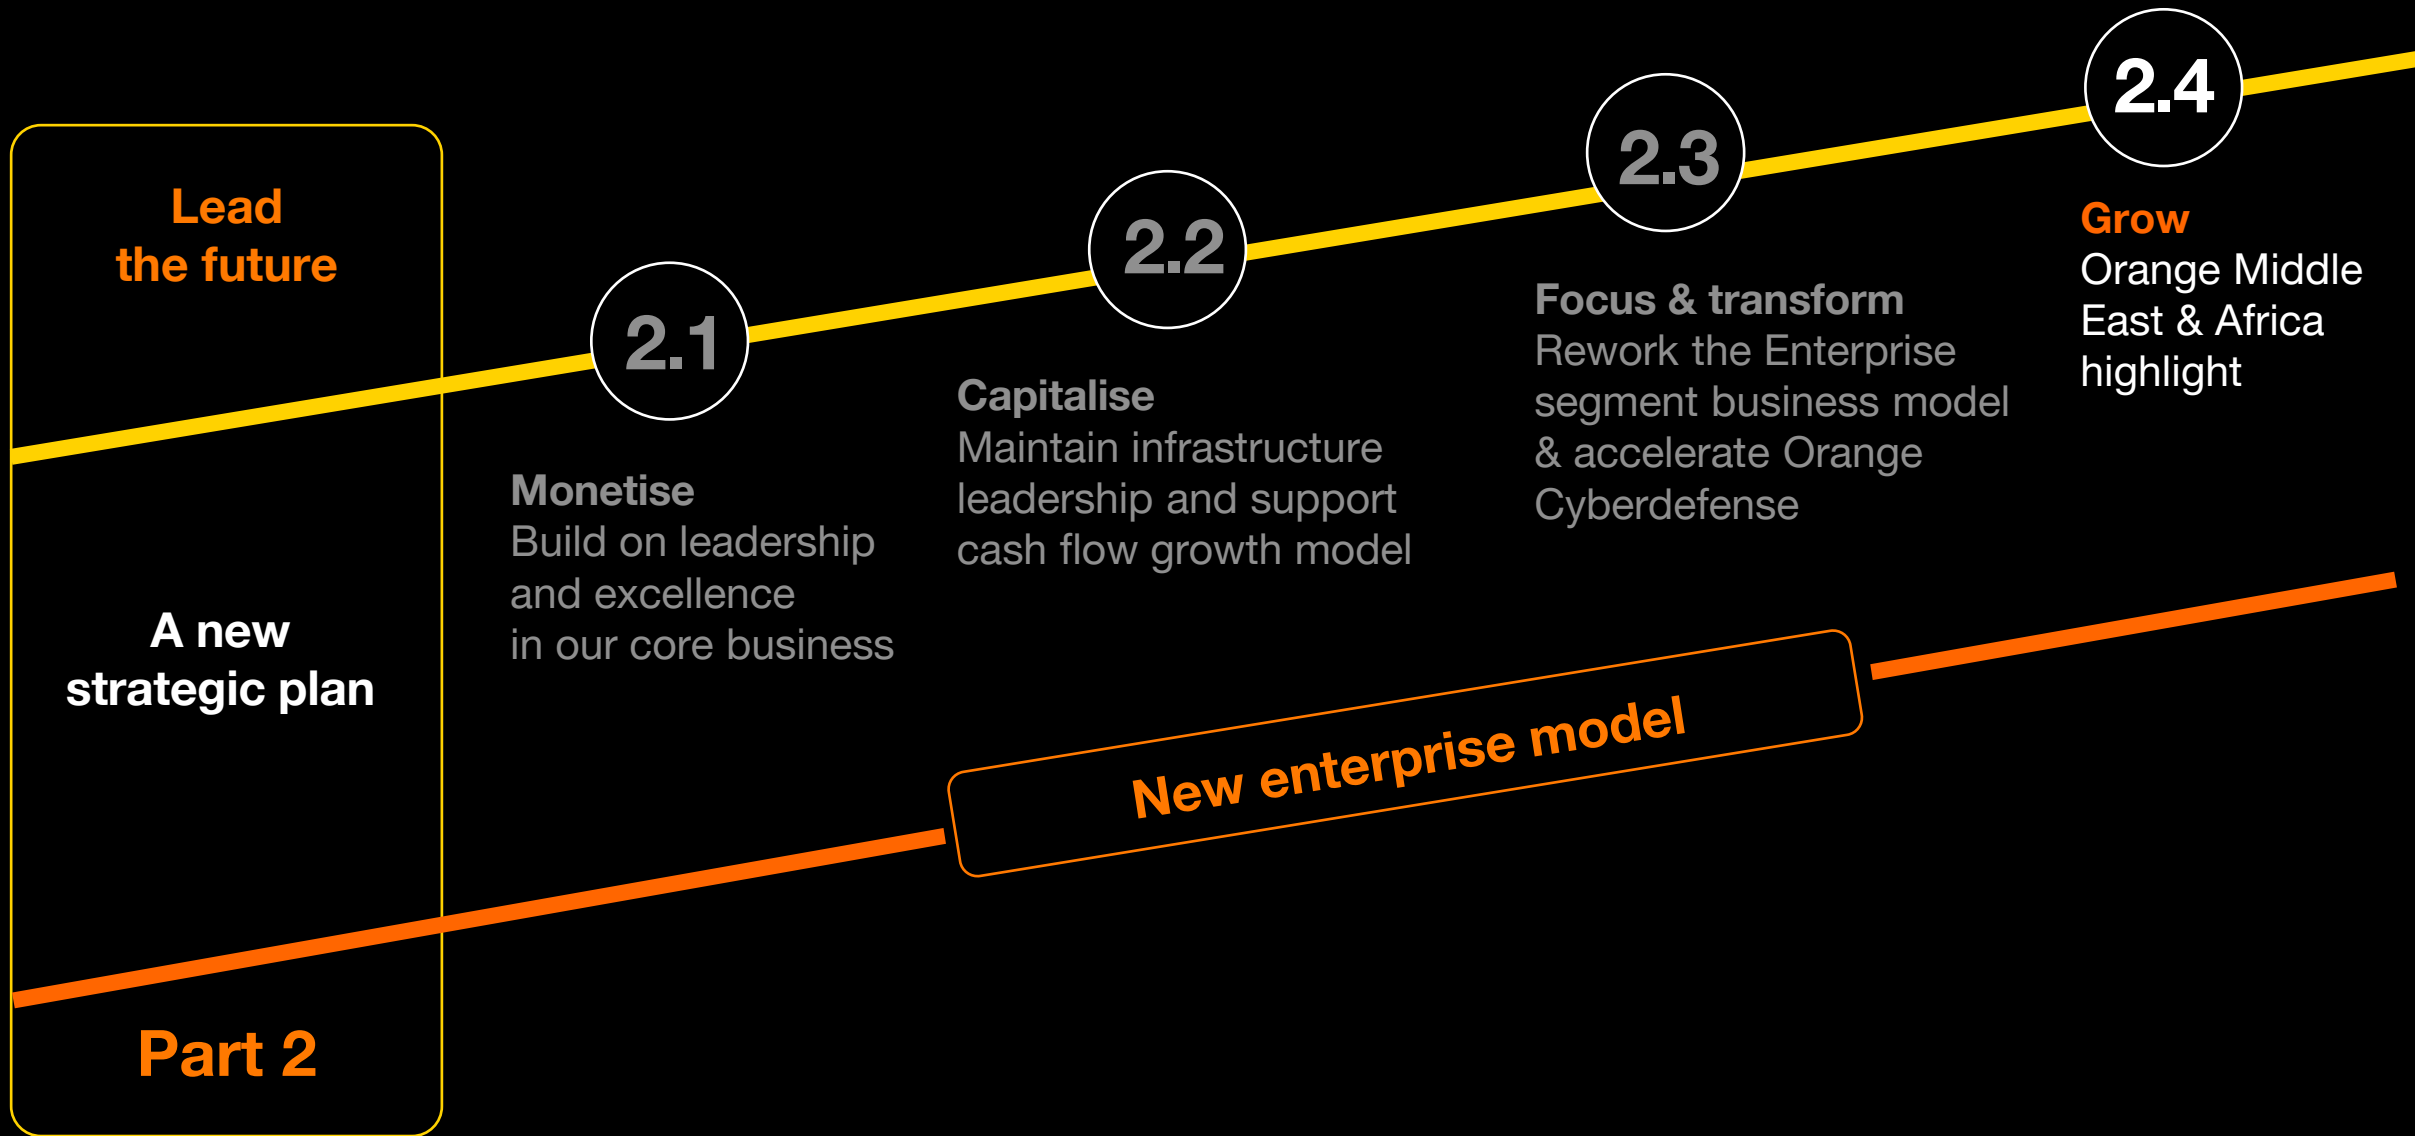 Lead
the future
A new
strategic plan
Part 2
2.1
Monetise
Build on leadership
and excellence
in our core business
2.2
Capitalise
Maintain infrastructure
leadership and support
cash flow growth model
2.3
Focus & transform
Rework the Enterprise
segment business model
& accelerate Orange
Cyberdefense
2.4
Grow
Orange Middle
East & Africa
highlight
New enterprise model